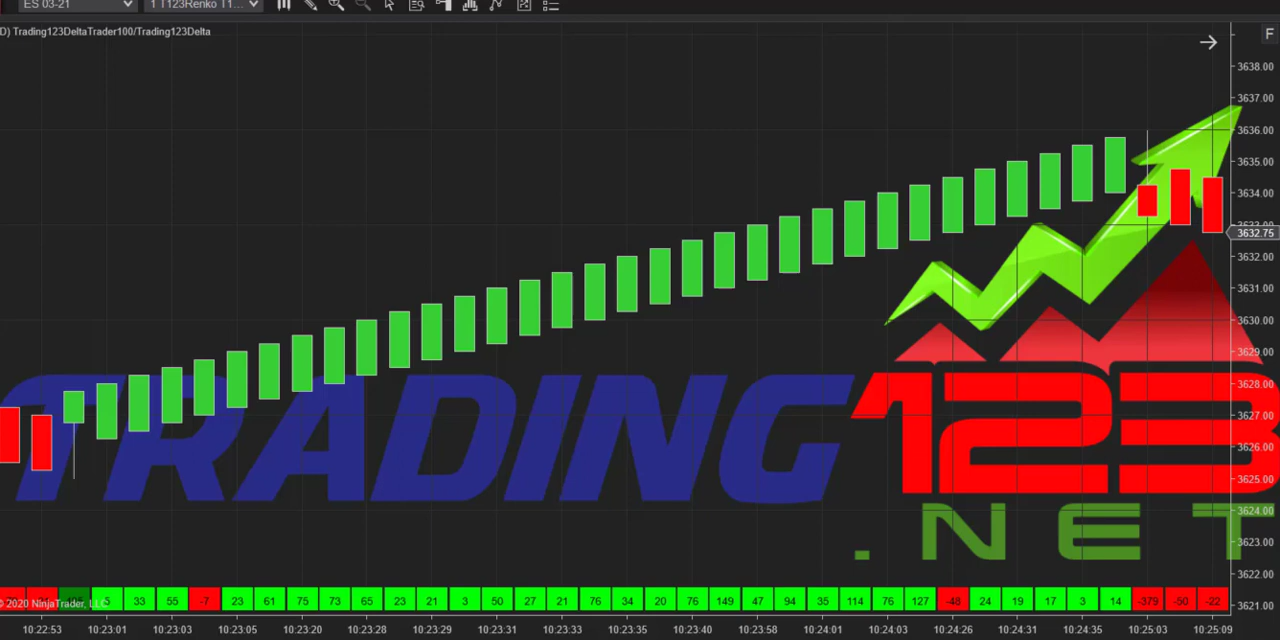 ES 03-21
1 T123Renko T1...
D) Trading123DeltaTrader100/Trading123Delta
F
3638.00
3637.00
3636.00
3635.00
3634.00
3632.75
3632.00
3631.00
3630.00
3629.00
3628.00
3627.00
3626.00
3625.00
3624.00
3623.00
3622.00
3621.00
TRADING 123
.NET
33 55 -7 23 61 75 73 65 23 21 3 50 27 21 76 34 20 76 149 47 94 35 114 76 127 -48 24 19 17 3 14 -379 -50 -22
© 2020 NinjaTrader, LLC
10:22:53 10:23:01 10:23:03 10:23:05 10:23:20 10:23:28 10:23:29 10:23:31 10:23:33 10:23:35 10:23:40 10:23:58 10:24:01 10:24:03 10:24:26 10:24:31 10:24:35 10:25:03 10:25:09